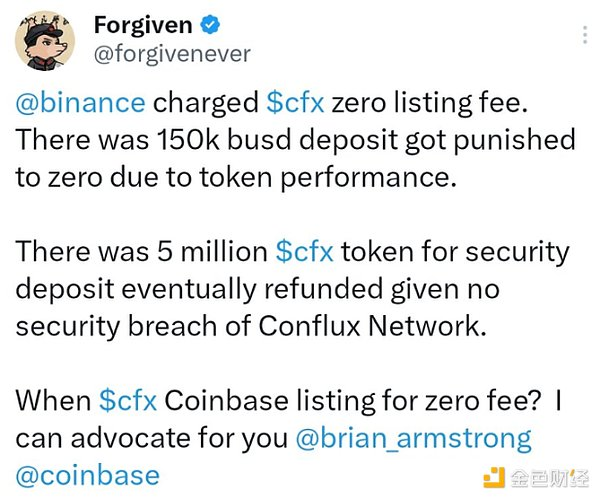 Forgiven
@forgivenever
@binance charged $cfx zero listing fee.
There was 150k busd deposit got punished
to zero due to token performance.
There was 5 million $cfx token for security
deposit eventually refunded given no
security breach of Conflux Network.
When $cfx Coinbase listing for zero fee?  I
can advocate for you @brian_armstrong
@coinbase
金色财经